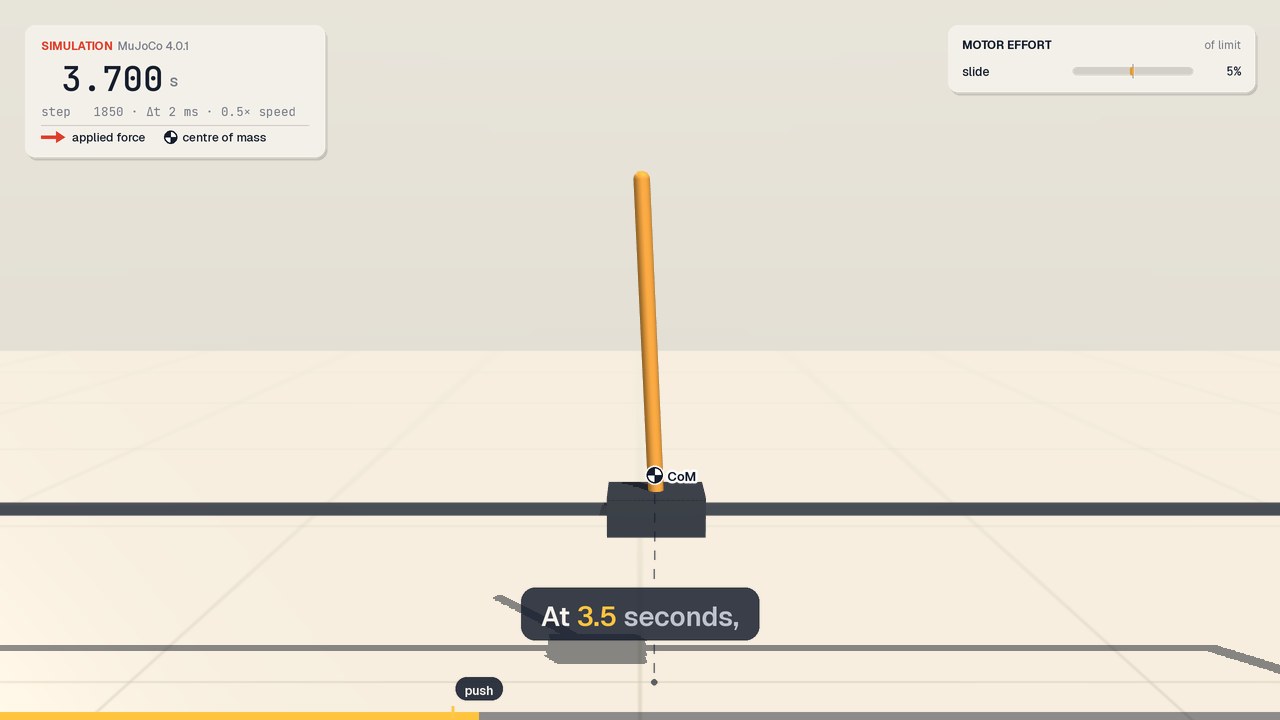 SIMULATION MuJoCo 4.0.1
3.700 s
step 1850 · Δt 2 ms · 0.5× speed
applied force centre of mass
MOTOR EFFORT of limit
slide 5%
CoM
At 3.5 seconds,
push